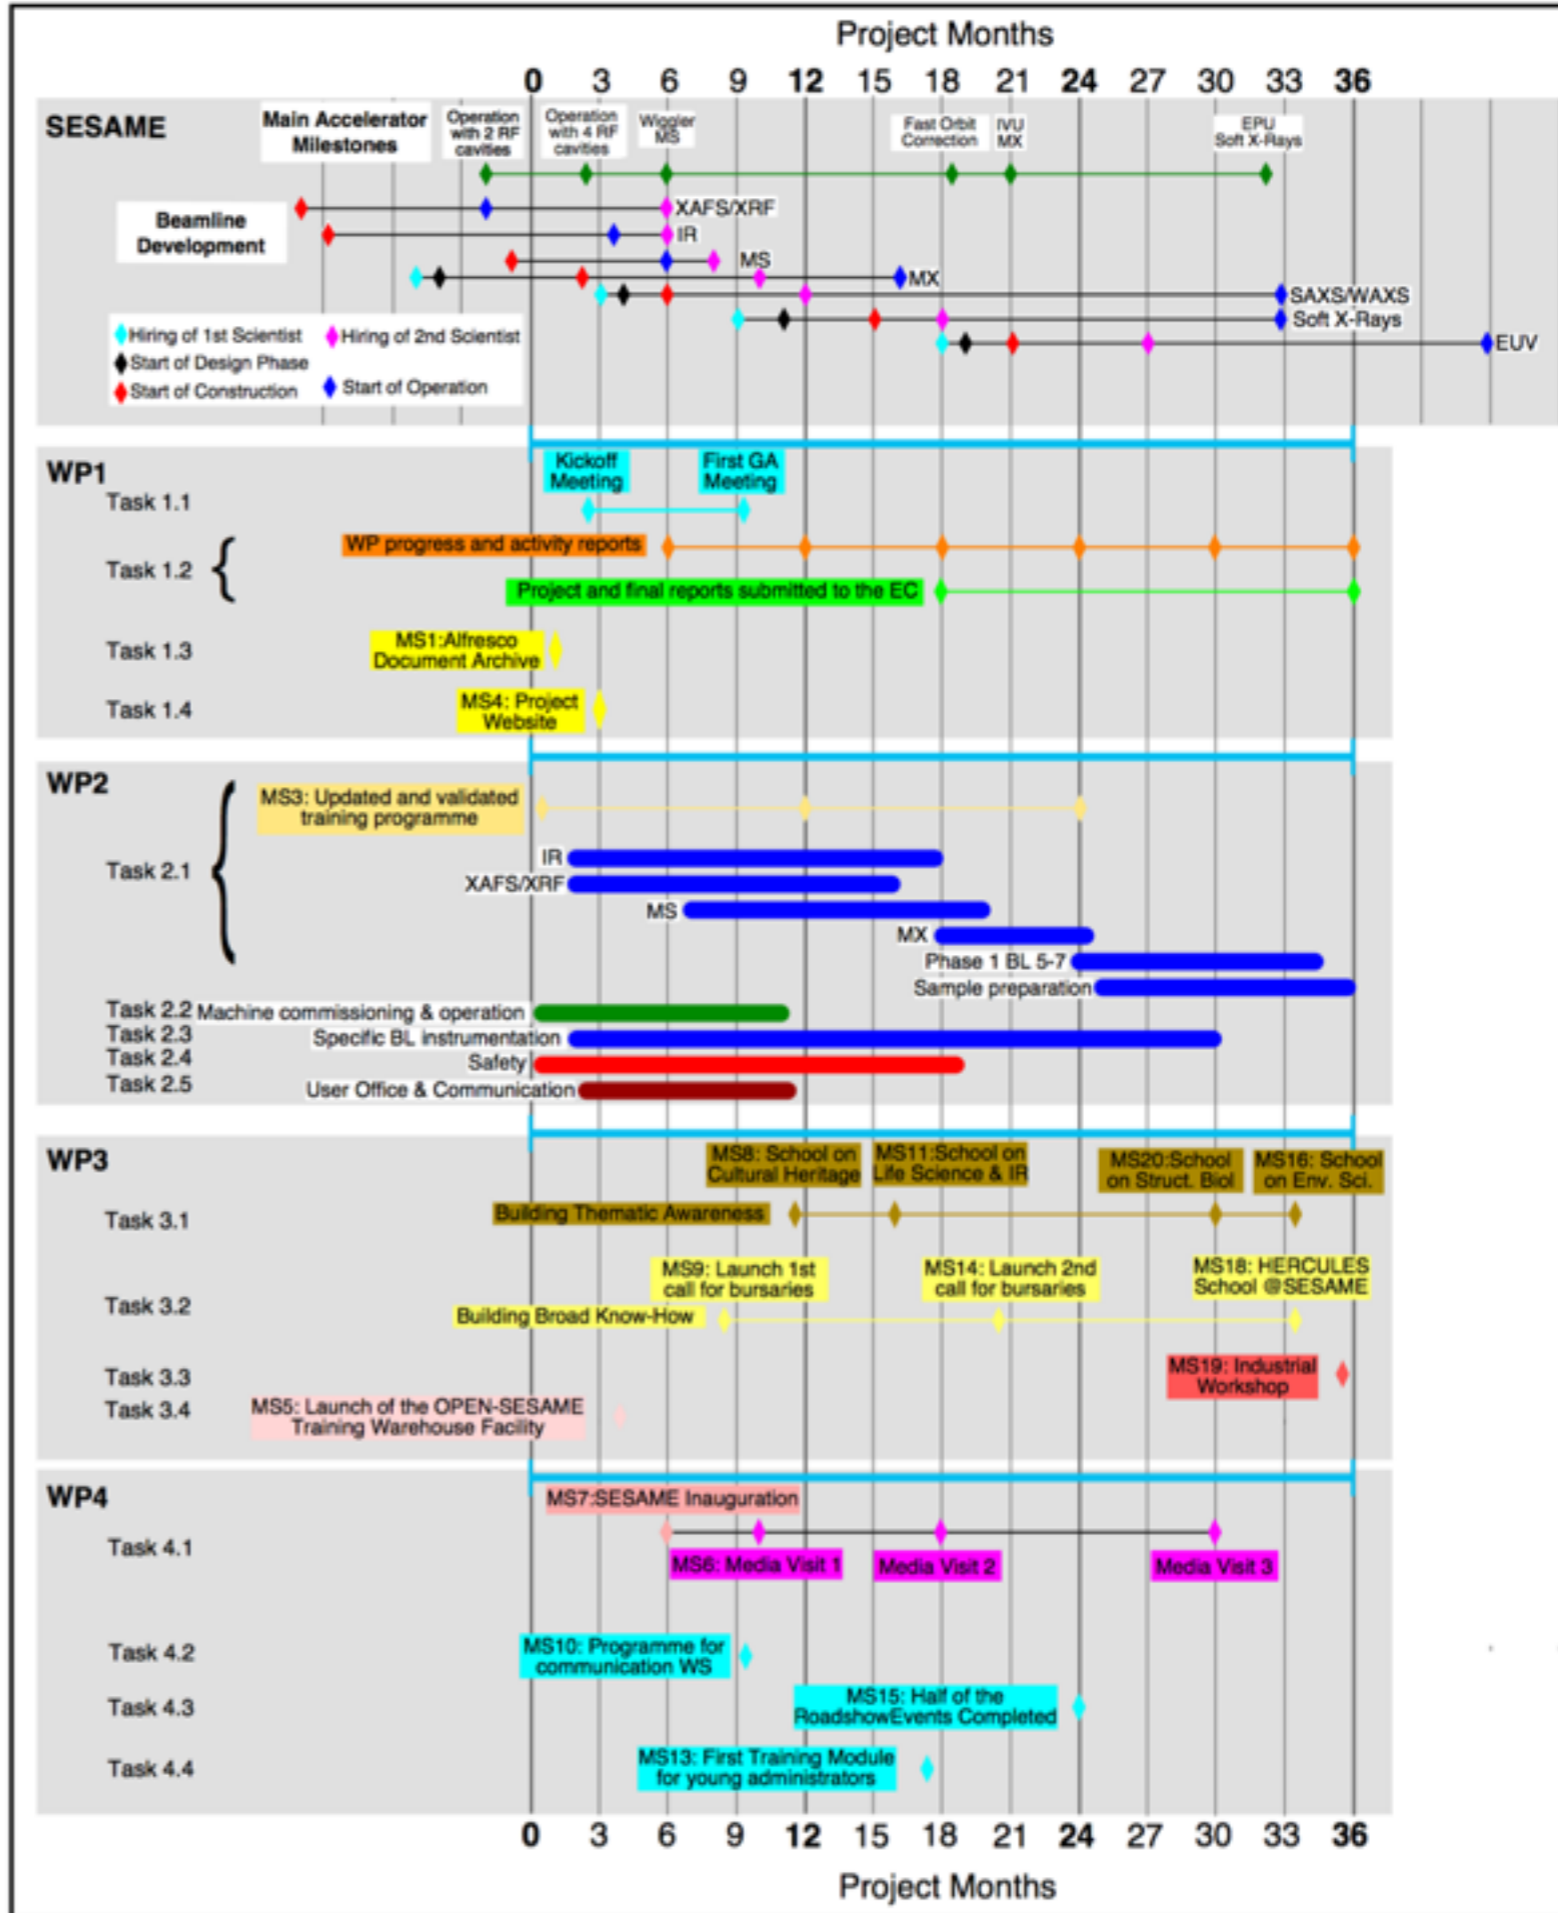 Project Months
0 3 6 9 12 15 18 21 24 27 30 33 36
SESAME
Main Accelerator
Milestones
Operation
with 2 RF
cavities
Operation
with 4 RF
cavities
Wiggler
MS
Fast Orbit
Correction
IVU
MX
EPU
Soft X-Rays
Beamline
Development
XAFS/XRF
IR
MS
MX
SAXS/WAXS
Soft X-Rays
EUV
Hiring of 1st Scientist
Hiring of 2nd Scientist
Start of Design Phase
Start of Construction
Start of Operation
WP1
Kickoff
Meeting
First GA
Meeting
Task 1.1
WP progress and activity reports
Task 1.2
Project and final reports submitted to the EC
Task 1.3
MS1:Alfresco
Document Archive
Task 1.4
MS4: Project
Website
WP2
MS3: Updated and validated
training programme
Task 2.1
IR
XAFS/XRF
MS
MX
Phase 1 BL 5-7
Sample preparation
Task 2.2 Machine commissioning & operation
Task 2.3 Specific BL instrumentation
Task 2.4 Safety
Task 2.5 User Office & Communication
WP3
MS8: School on
Cultural Heritage
MS11:School on
Life Science & IR
MS20:School
on Struct. Biol
MS16: School
on Env. Sci.
Task 3.1
Building Thematic Awareness
MS9: Launch 1st
call for bursaries
MS14: Launch 2nd
call for bursaries
MS18: HERCULES
School @SESAME
Task 3.2
Building Broad Know-How
Task 3.3
MS19: Industrial
Workshop
Task 3.4
MS5: Launch of the OPEN-SESAME
Training Warehouse Facility
WP4
MS7:SESAME Inauguration
Task 4.1
MS6: Media Visit 1
Media Visit 2
Media Visit 3
Task 4.2
MS10: Programme for
communication WS
Task 4.3
MS15: Half of the
RoadshowEvents Completed
Task 4.4
MS13: First Training Module
for young administrators
0 3 6 9 12 15 18 21 24 27 30 33 36
Project Months